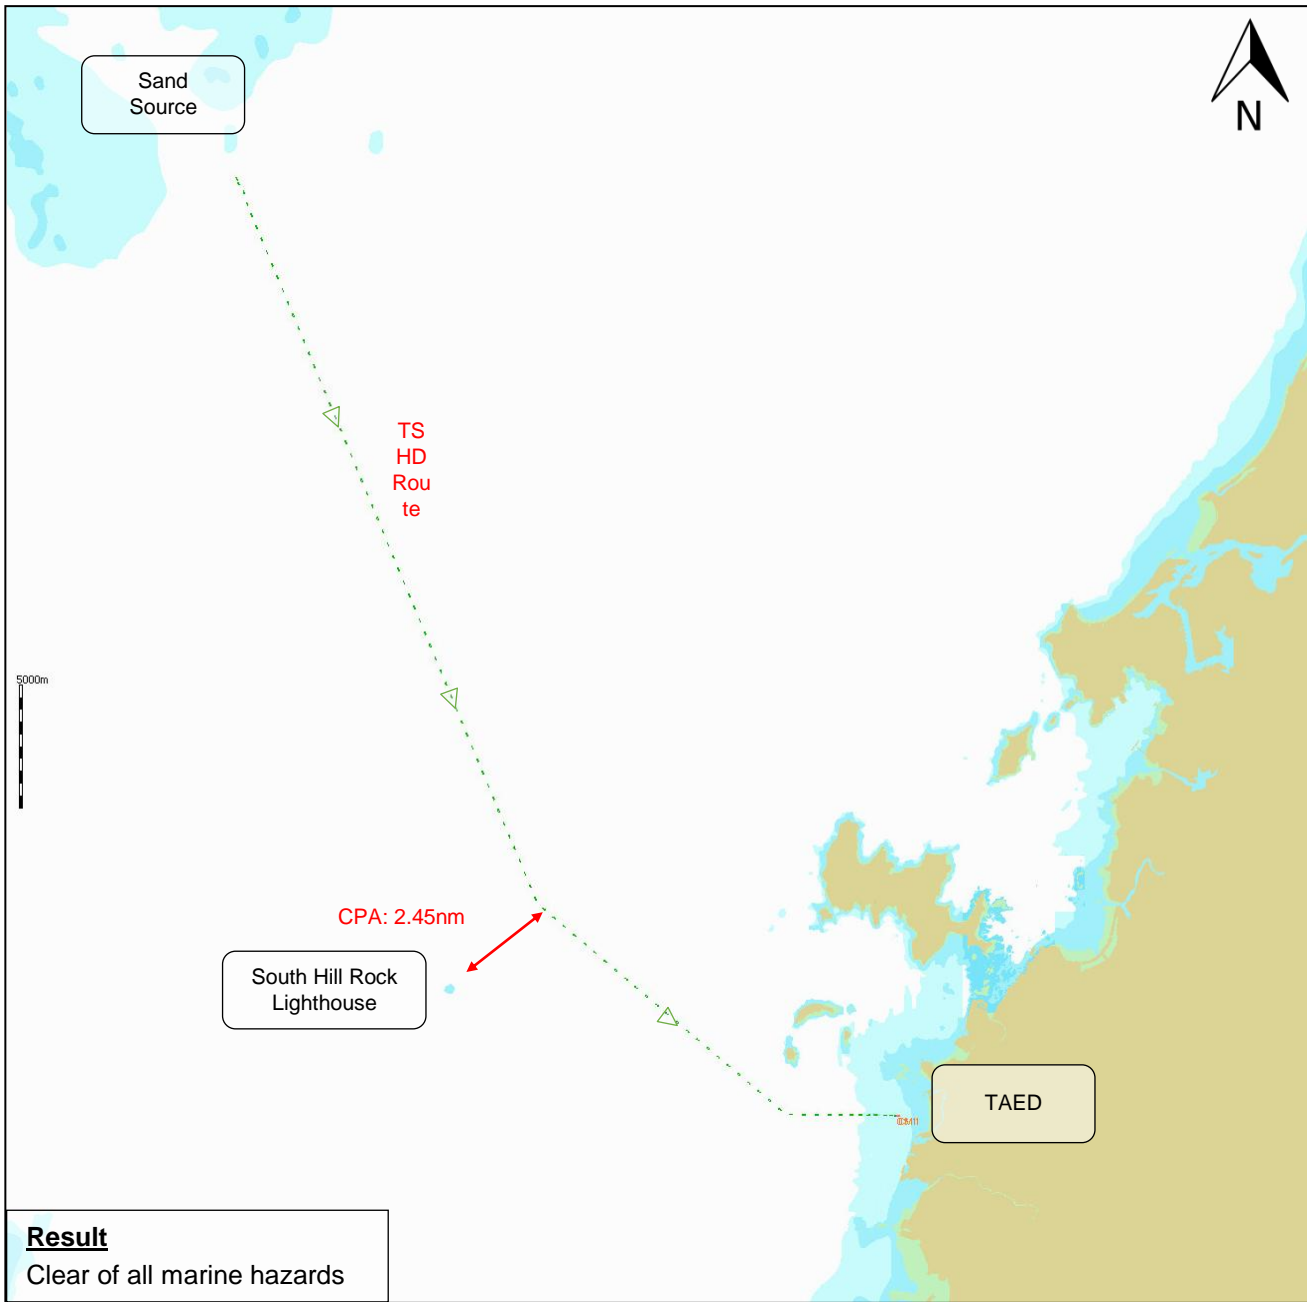 Sand
Source
N
TS
HD
Rou
te
5000m
CPA: 2.45nm
South Hill Rock
Lighthouse
TAED
Result
Clear of all marine hazards